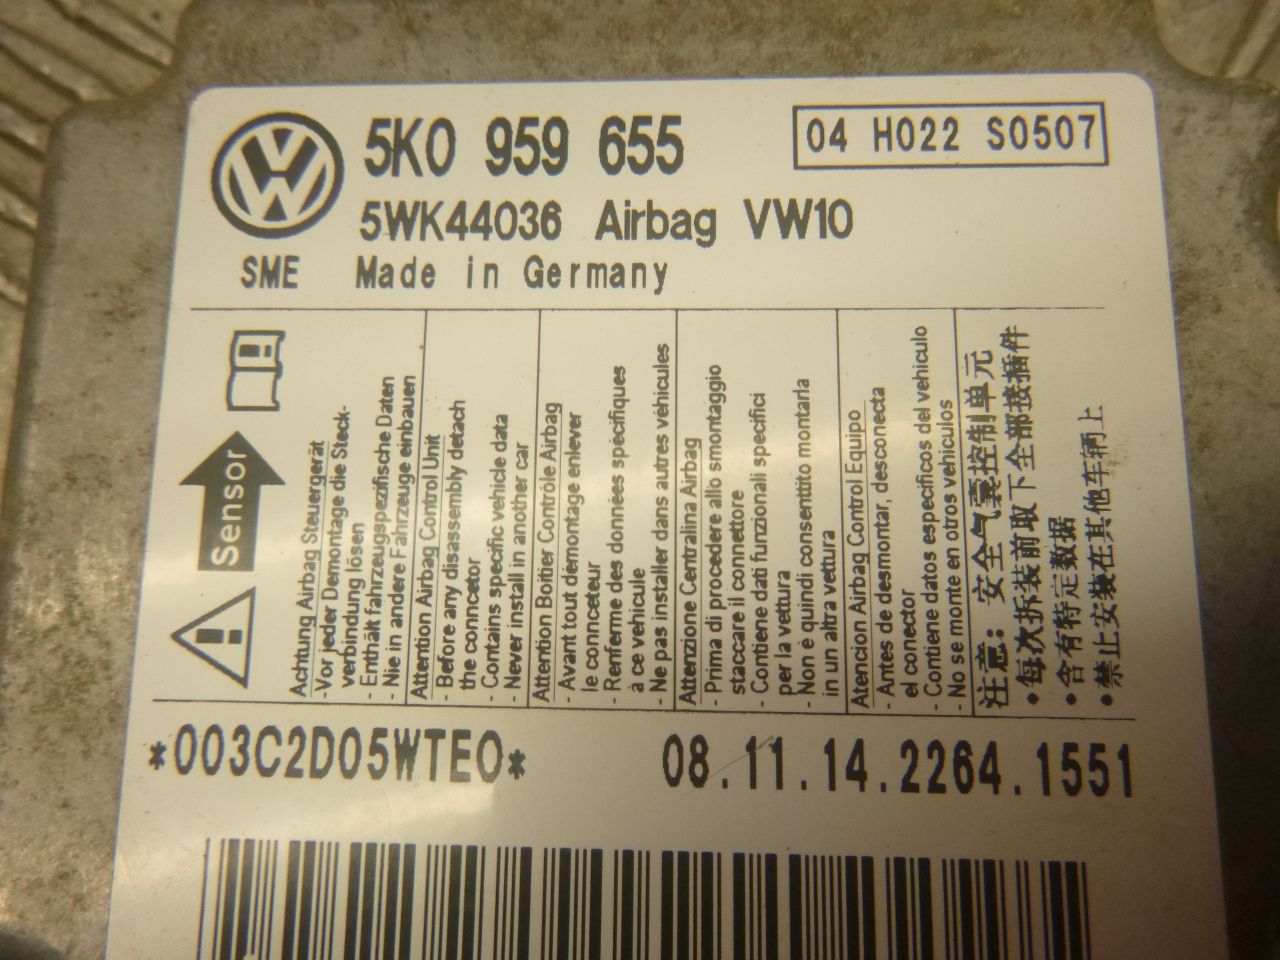 5K0 959 655
04 H022 S0507
5WK44036 Airbag VW10
SME Made in Germany
Sensor
Achtung Airbag Steuergerät
-Vor jeder Demontage die Steck-
verbindung lösen
- Enthält fahrzeugspezifische Daten
- Nie in andere Fahrzeuge einbauen
Attention Airbag Control Unit
- Before any disassembly detach
the conncetor
- Contains specific vehicle data
- Never install in another car
Attention Boitier Controle Airbag
- Avant tout démontage enlever
le connceteur
- Renferme des données spécifiques
à ce vehicule
- Ne pas installer dans autres véhicules
Attenzione Centralina Airbag
- Prima di procedere allo smontaggio
staccare il connettore
- Contiene dati funzionali specifici
per la vettura
- Non è quindi consenttito montarla
in un altra vettura
Atencion Airbag Control Equipo
- Antes de desmontar, desconecta
el conector
- Contiene datos especificos del vehiculo
- No se monte en otros vehiculos
注意: 安全气囊控制单元
• 每次拆装前取下全部接插件
• 含有特定数据
• 禁止安装在其他车辆上
*003C2D05WTEO*
08.11.14.2264.1551